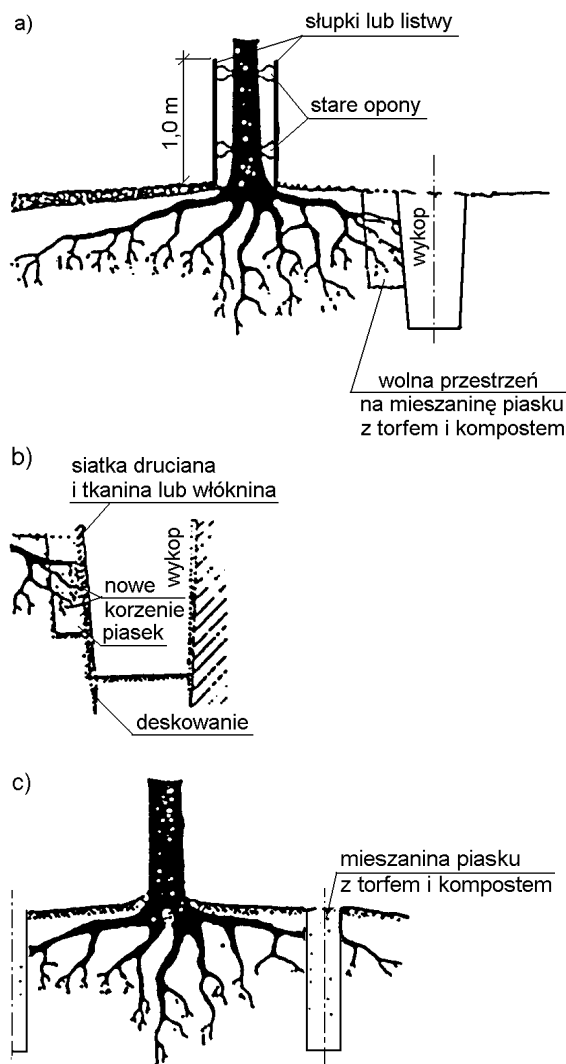 a)
słupki lub listwy
stare opony
1,0 m
wykop
wolna przestrzeń
na mieszaninę piasku
z torfem i kompostem
b)
siatka druciana
i tkanina lub włóknina
wykop
nowe
korzenie
piasek
deskowanie
c)
mieszanina piasku
z torfem i kompostem